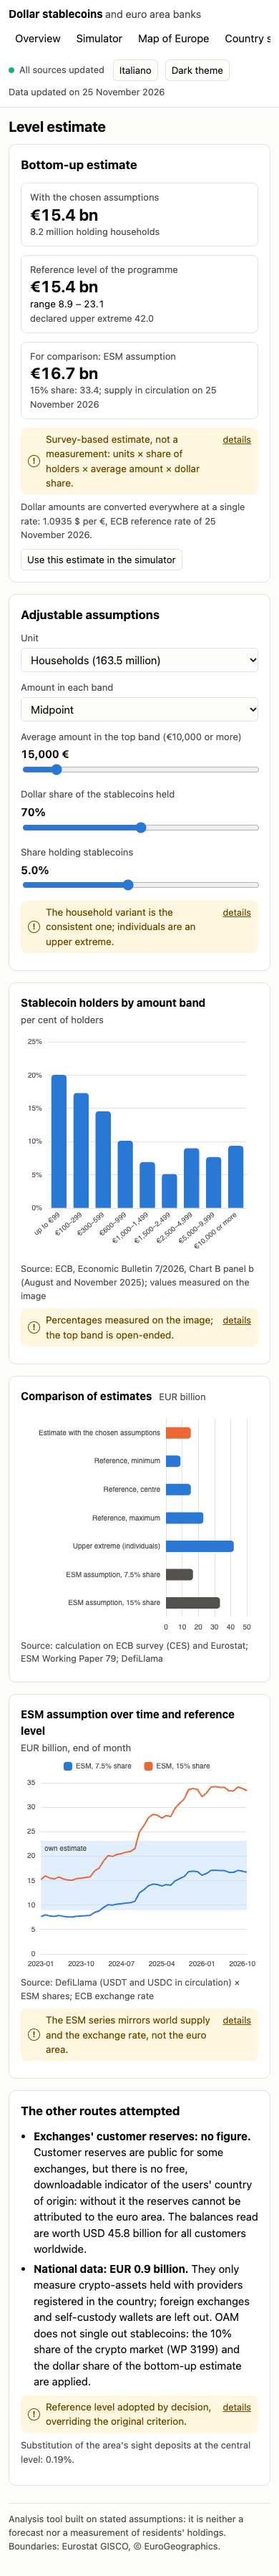 Dollar stablecoins and euro area banks
Overview Simulator Map of Europe Country s
All sources updated Italiano Dark theme
Data updated on 25 November 2026
Level estimate
Bottom-up estimate
With the chosen assumptions
€15.4 bn
8.2 million holding households
Reference level of the programme
€15.4 bn
range 8.9 – 23.1
declared upper extreme 42.0
For comparison: ESM assumption
€16.7 bn
15% share: 33.4; supply in circulation on 25
November 2026
Survey-based estimate, not a details
measurement: units × share of
holders × average amount × dollar
share.
Dollar amounts are converted everywhere at a single
rate: 1.0935 $ per €, ECB reference rate of 25
November 2026.
Use this estimate in the simulator
Adjustable assumptions
Unit
Households (163.5 million)
Amount in each band
Midpoint
Average amount in the top band (€10,000 or more)
15,000 €
Dollar share of the stablecoins held
70%
Share holding stablecoins
5.0%
The household variant is the details
consistent one; individuals are an
upper extreme.
Stablecoin holders by amount band
per cent of holders
25%
20%
15%
10%
5%
0%
up to €99
€100–299
€300–599
€600–999
€1,000–1,499
€1,500–2,499
€2,500–4,999
€5,000–9,999
€10,000 or more
Source: ECB, Economic Bulletin 7/2026, Chart B panel b
(August and November 2025); values measured on the
image
Percentages measured on the image; details
the top band is open-ended.
Comparison of estimates EUR billion
Estimate with the chosen assumptions
Reference, minimum
Reference, centre
Reference, maximum
Upper extreme (individuals)
ESM assumption, 7.5% share
ESM assumption, 15% share
0 10 20 30 40 50
Source: calculation on ECB survey (CES) and Eurostat;
ESM Working Paper 79; DefiLlama
ESM assumption over time and reference
level
EUR billion, end of month
ESM, 7.5% share ESM, 15% share
35
30
25
own estimate
20
15
10
5
0
2023-01 2023-10 2024-07 2025-04 2026-01 2026-10
Source: DefiLlama (USDT and USDC in circulation) ×
ESM shares; ECB exchange rate
The ESM series mirrors world supply details
and the exchange rate, not the euro
area.
The other routes attempted
• Exchanges' customer reserves: no figure.
Customer reserves are public for some
exchanges, but there is no free,
downloadable indicator of the users' country
of origin: without it the reserves cannot be
attributed to the euro area. The balances read
are worth USD 45.8 billion for all customers
worldwide.
• National data: EUR 0.9 billion. They only
measure crypto-assets held with providers
registered in the country; foreign exchanges
and self-custody wallets are left out. OAM
does not single out stablecoins: the 10%
share of the crypto market (WP 3199) and
the dollar share of the bottom-up estimate
are applied.
Reference level adopted by decision, details
overriding the original criterion.
Substitution of the area's sight deposits at the central
level: 0.19%.
Analysis tool built on stated assumptions: it is neither a
forecast nor a measurement of residents' holdings.
Boundaries: Eurostat GISCO, © EuroGeographics.